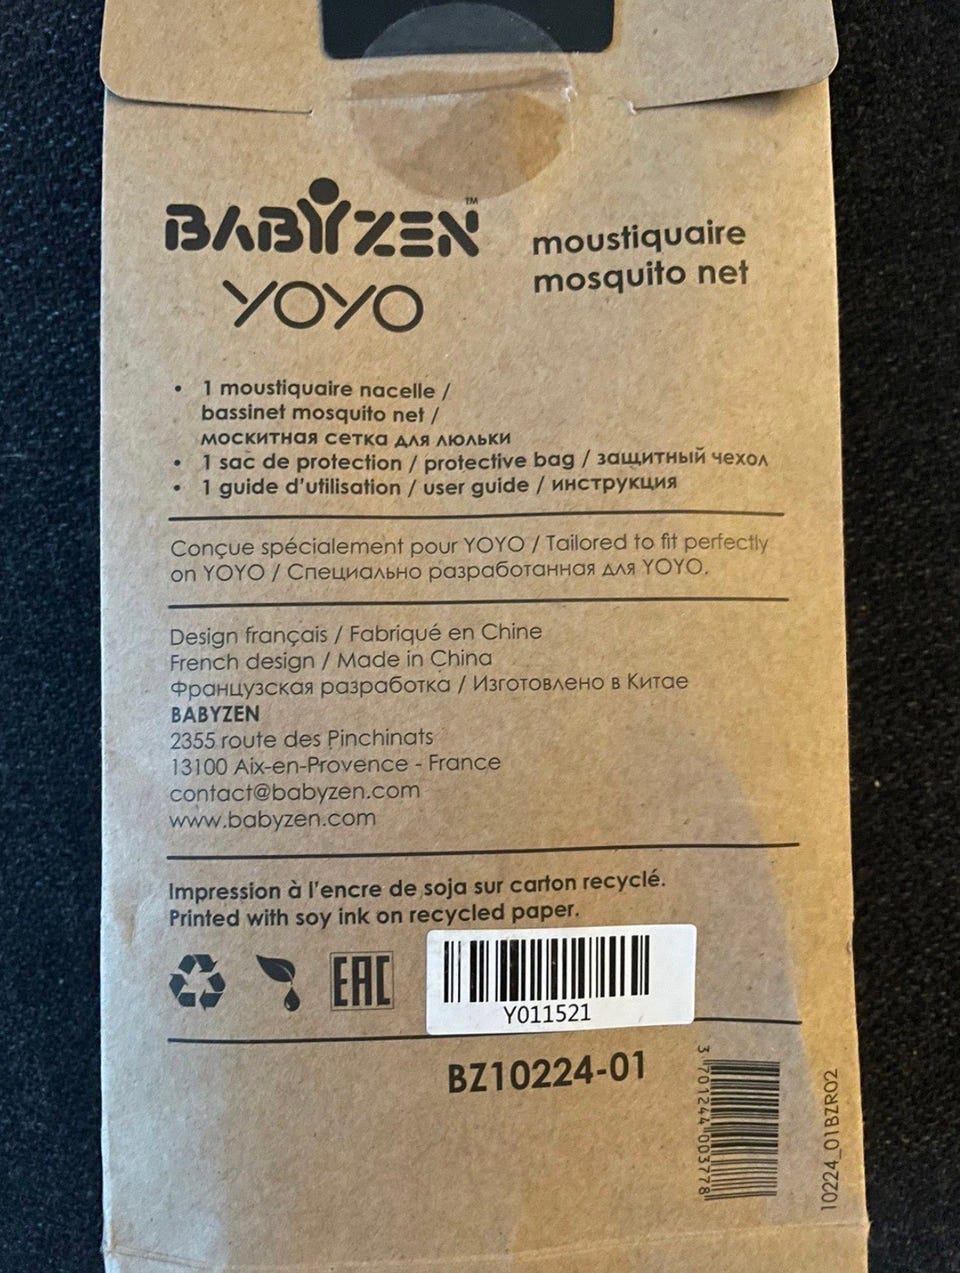 BABYZEN™
YOYO
moustiquaire
mosquito net
• 1 moustiquaire nacelle /
bassinet mosquito net /
москитная сетка для люльки
• 1 sac de protection / protective bag / защитный чехол
• 1 guide d'utilisation / user guide / инструкция
Conçue spécialement pour YOYO / Tailored to fit perfectly
on YOYO / Специально разработанная для YOYO.
Design français / Fabriqué en Chine
French design / Made in China
Французская разработка / Изготовлено в Китае
BABYZEN
2355 route des Pinchinats
13100 Aix-en-Provence - France
contact@babyzen.com
www.babyzen.com
Impression à l'encre de soja sur carton recyclé.
Printed with soy ink on recycled paper.
EAC
Y011521
BZ10224-01
3 701244 003778
10224_01BZR02